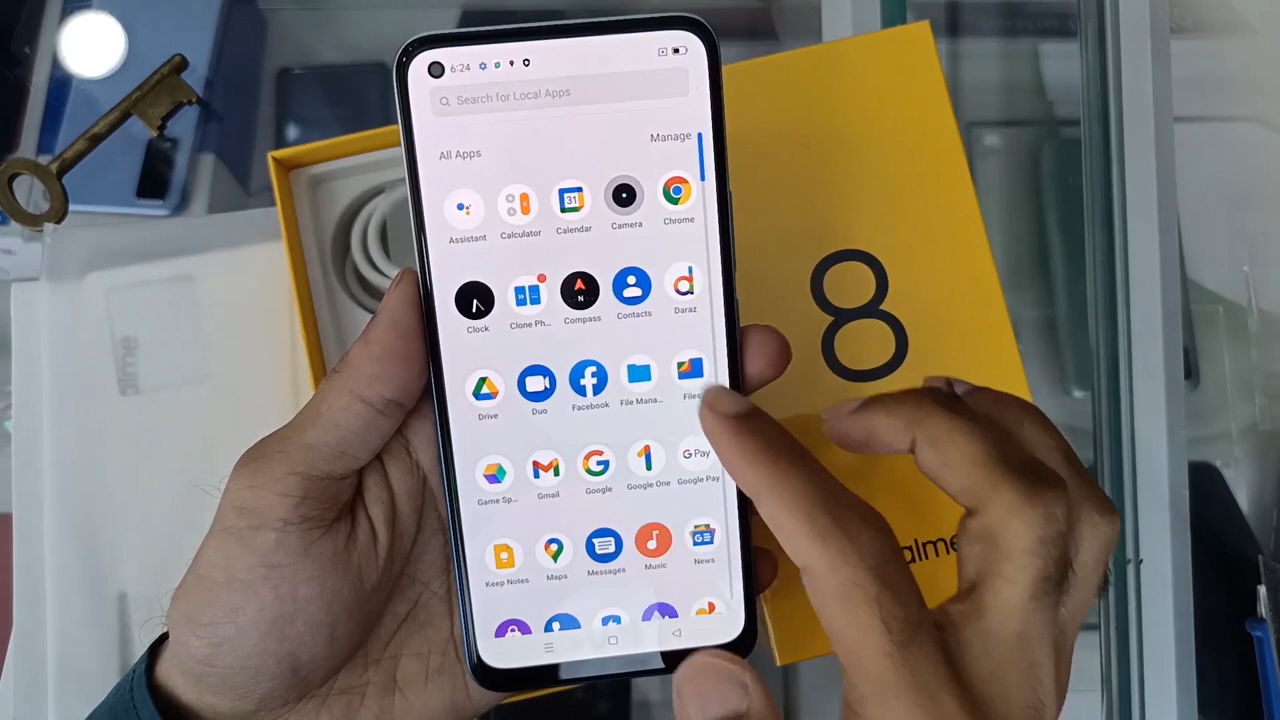 6:24
Search for Local Apps
All Apps
Manage
31
Assistant
Calculator
Calendar
Camera
Chrome
N
Clock
Clone Ph...
Compass
Contacts
Daraz
Drive
Duo
Facebook
File Mana...
Files
G Pay
Game Sp...
Gmail
Google
Google One
Google Pay
Keep Notes
Maps
Messages
Music
News
8
alme
realme